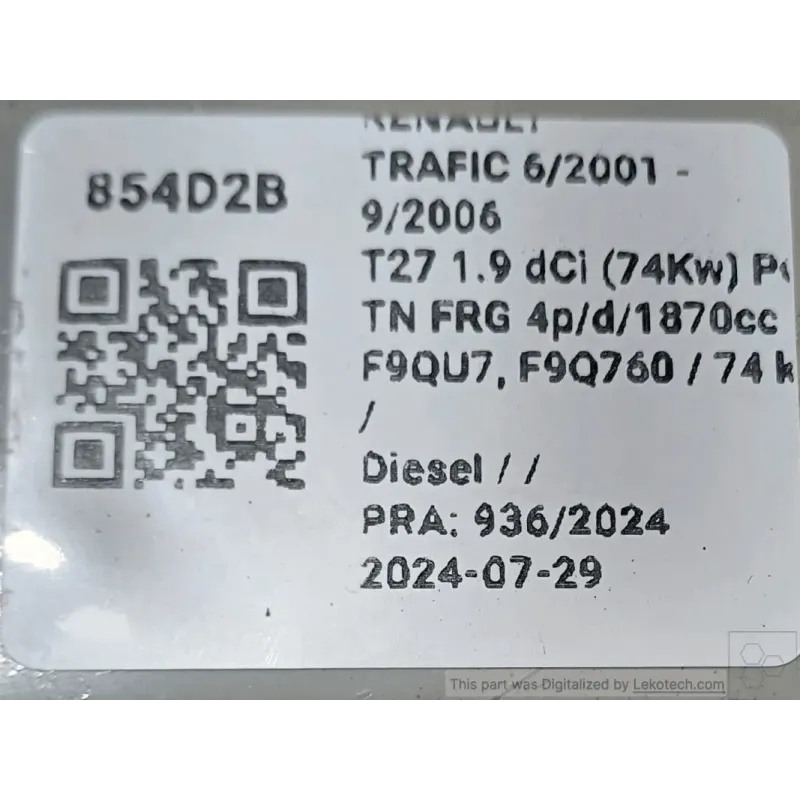 854D2B
RENAULT
TRAFIC 6/2001 -
9/2006
T27 1.9 dCi (74Kw)
TN FRG 4p/d/1870cc
F9QU7, F9Q760 / 74 k
/
Diesel / /
PRA: 936/2024
2024-07-29
This part was Digitalized by Lekotech.com